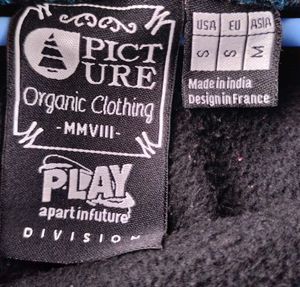 PICT
URE
Organic Clothing
-MMVIII-
PLAY
apart in future
DIVISION
USA EU ASIA
S S M
Made in India
Design in France